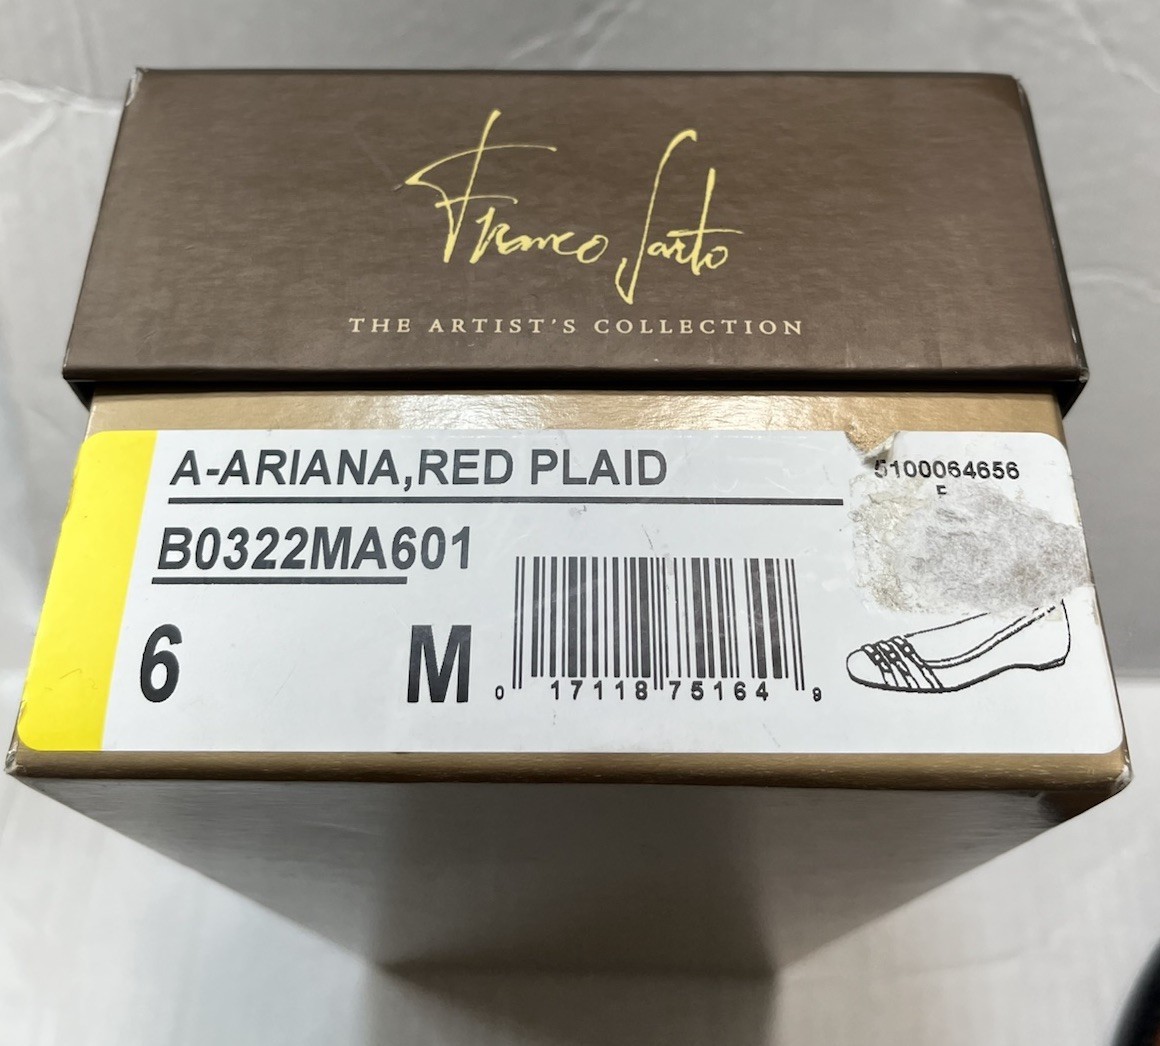 Franco Sarto
THE ARTIST'S COLLECTION
A-ARIANA,RED PLAID
5100064656
B0322MA601
6 M
0 17118 75164 9